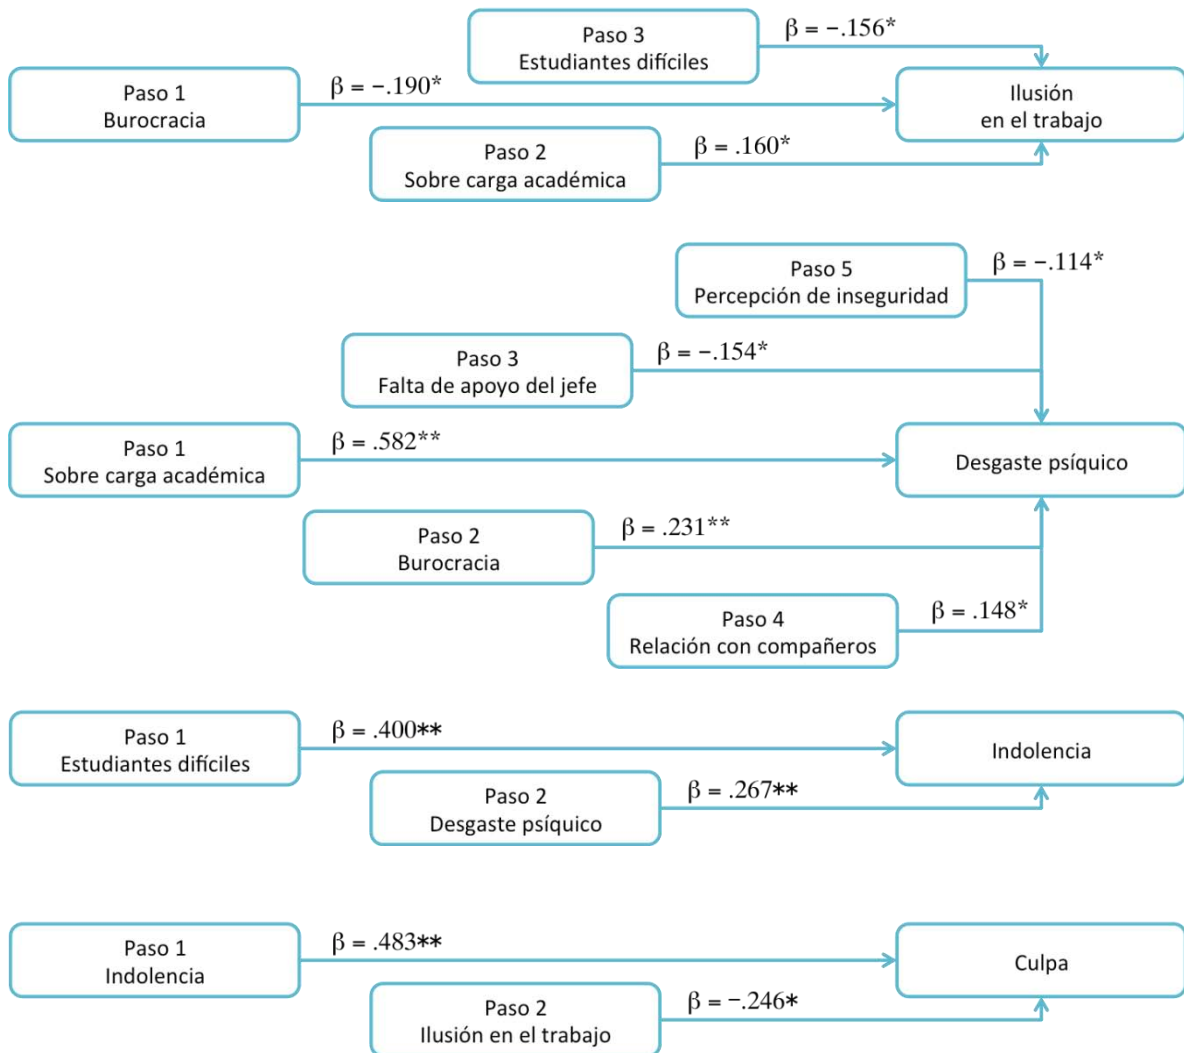 Paso 3
Estudiantes difíciles
β = −.156*
Paso 1
Burocracia
β = −.190*
Ilusión
en el trabajo
Paso 2
Sobre carga académica
β = .160*
Paso 5
Percepción de inseguridad
β = −.114*
Paso 3
Falta de apoyo del jefe
β = −.154*
Paso 1
Sobre carga académica
β = .582**
Desgaste psíquico
Paso 2
Burocracia
β = .231**
Paso 4
Relación con compañeros
β = .148*
Paso 1
Estudiantes difíciles
β = .400**
Indolencia
Paso 2
Desgaste psíquico
β = .267**
Paso 1
Indolencia
β = .483**
Culpa
Paso 2
Ilusión en el trabajo
β = −.246*